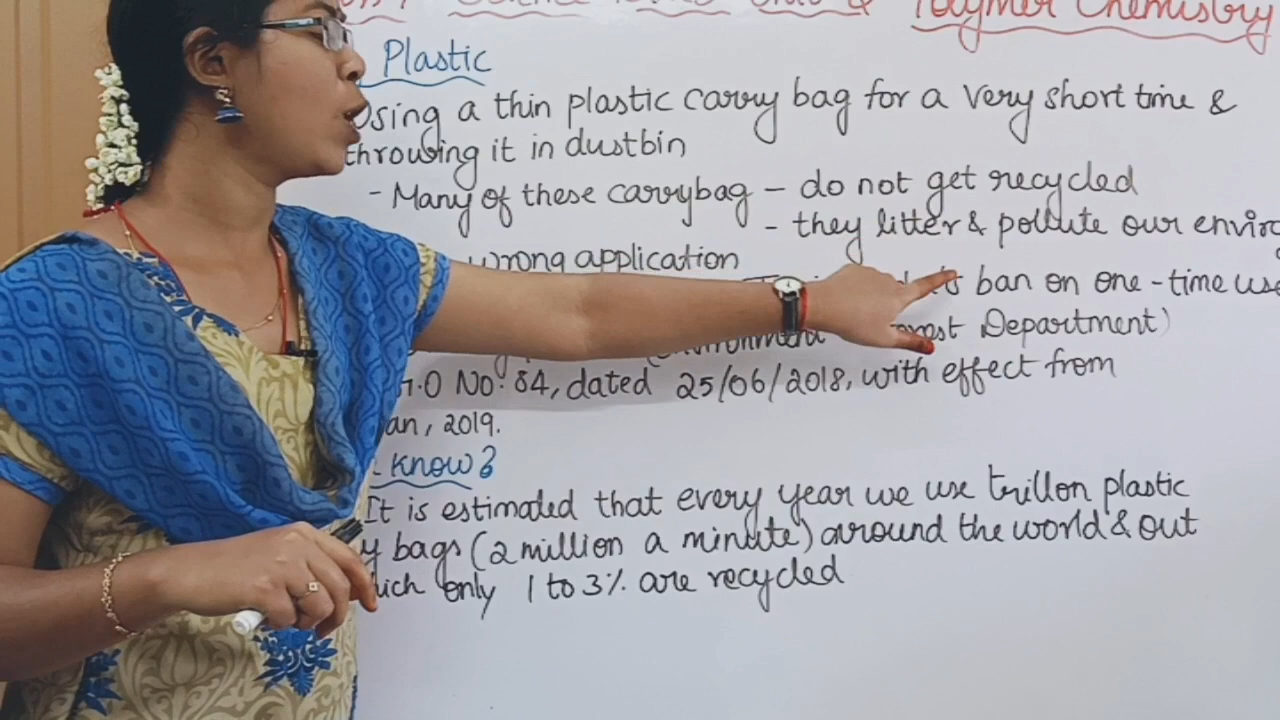 Polymer Chemistry
Plastic
Using a thin plastic carry bag for a very short time &
throwing it in dustbin
- Many of these carrybag - do not get recycled
- they litter & pollute our enviro
wrong application
ban on one-time use
Department)
G.O No: 84, dated 25/06/2018, with effect from
an, 2019.
know?
It is estimated that every year we use trillon plastic
y bags (2 million a minute) around the world & out
only 1 to 3% are recycled